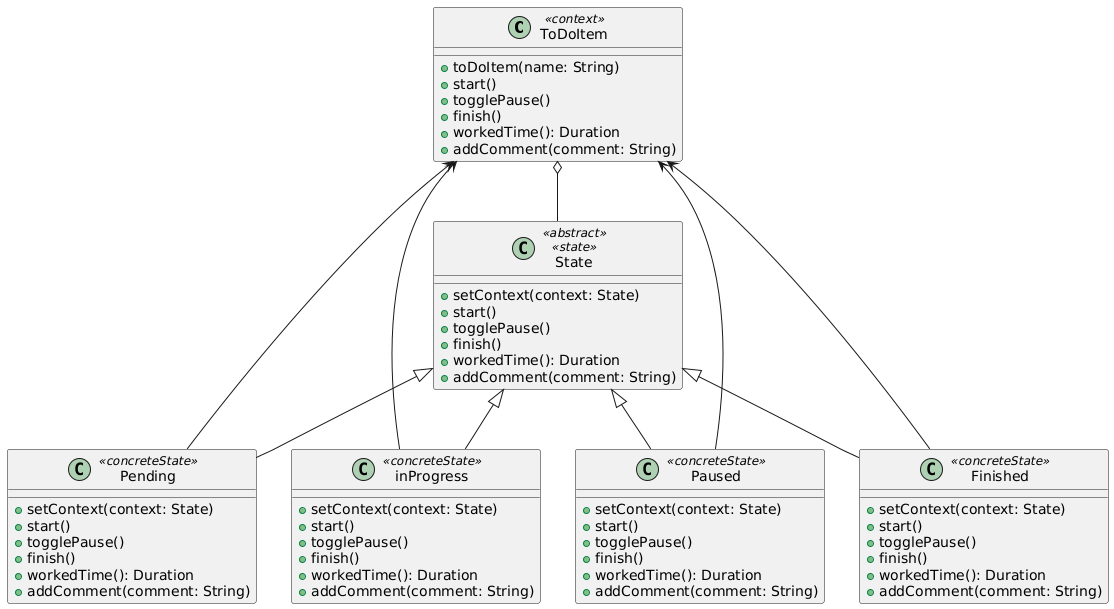 C
«context»
ToDoItem
toDoItem(name: String)
start()
togglePause()
finish()
workedTime(): Duration
addComment(comment: String)
C
«abstract»
«state»
State
setContext(context: State)
start()
togglePause()
finish()
workedTime(): Duration
addComment(comment: String)
C
«concreteState»
Pending
setContext(context: State)
start()
togglePause()
finish()
workedTime(): Duration
addComment(comment: String)
C
«concreteState»
inProgress
setContext(context: State)
start()
togglePause()
finish()
workedTime(): Duration
addComment(comment: String)
C
«concreteState»
Paused
setContext(context: State)
start()
togglePause()
finish()
workedTime(): Duration
addComment(comment: String)
C
«concreteState»
Finished
setContext(context: State)
start()
togglePause()
finish()
workedTime(): Duration
addComment(comment: String)